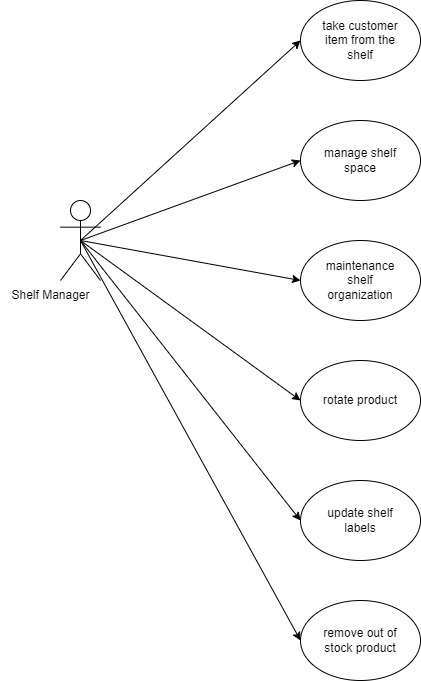 take customer
item from the
shelf
manage shelf
space
Shelf Manager
maintenance
shelf
organization
rotate product
update shelf
labels
remove out of
stock product